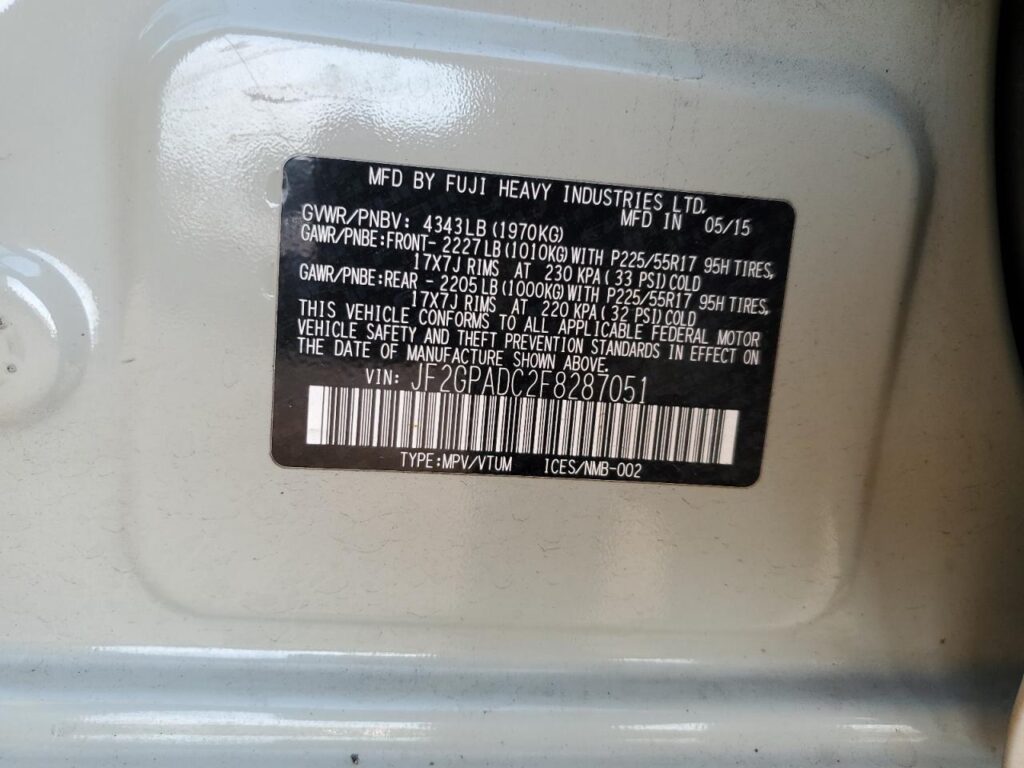 MFD BY FUJI HEAVY INDUSTRIES LTD.
MFD IN 05/15
GVWR/PNBV: 4343LB(1970KG)
GAWR/PNBE:FRONT- 2227LB(1010KG)WITH P225/55R17 95H TIRES,
17X7J RIMS AT 230 KPA(33 PSI)COLD
GAWR/PNBE:REAR - 2205LB(1000KG)WITH P225/55R17 95H TIRES,
17X7J RIMS AT 220 KPA(32 PSI)COLD
THIS VEHICLE CONFORMS TO ALL APPLICABLE FEDERAL MOTOR
VEHICLE SAFETY AND THEFT PREVENTION STANDARDS IN EFFECT ON
THE DATE OF MANUFACTURE SHOWN ABOVE.
VIN: JF2GPADC2F8287051
TYPE:MPV/VTUM ICES/NMB-002